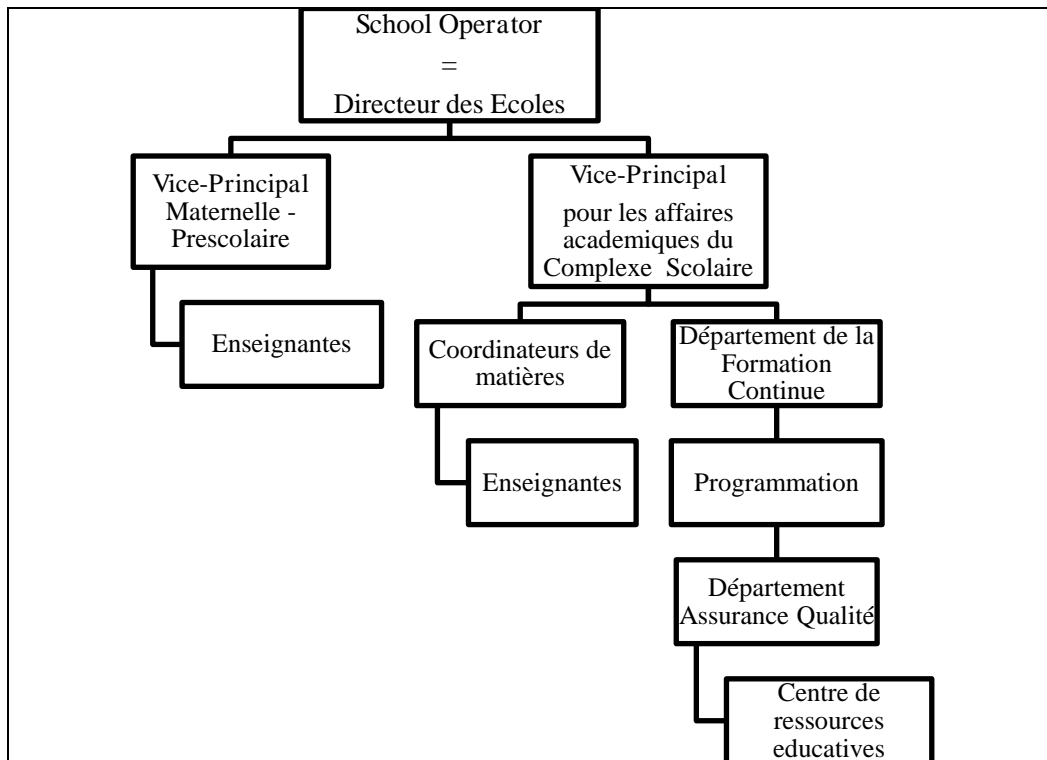 School Operator
=
Directeur des Ecoles
Vice-Principal
Maternelle -
Prescolaire
Vice-Principal
pour les affaires
academiques du
Complexe Scolaire
Enseignantes
Coordinateurs de
matières
Département de la
Formation
Continue
Enseignantes
Programmation
Département
Assurance Qualité
Centre de
ressources
educatives